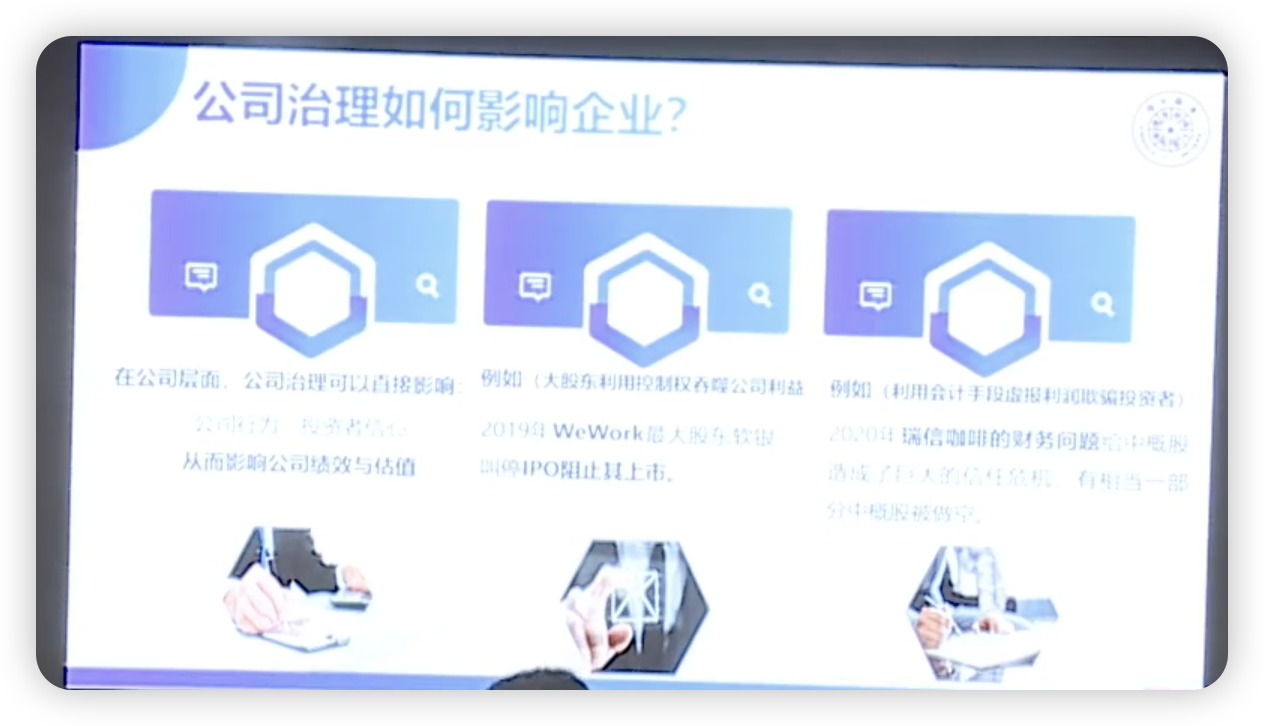 公司治理如何影响企业?
在公司层面，公司治理可以直接影响:
公司行为 投资者信心
从而影响公司绩效与估值
例如（大股东利用控制权吞噬公司利益
2019年 WeWork最大股东软银
叫停IPO阻止其上市。
例如（利用会计手段虚报利润欺骗投资者）
2020年 瑞信咖啡的财务问题给中概股
造成了巨大的信任危机，有相当一部
分中概股被做空。